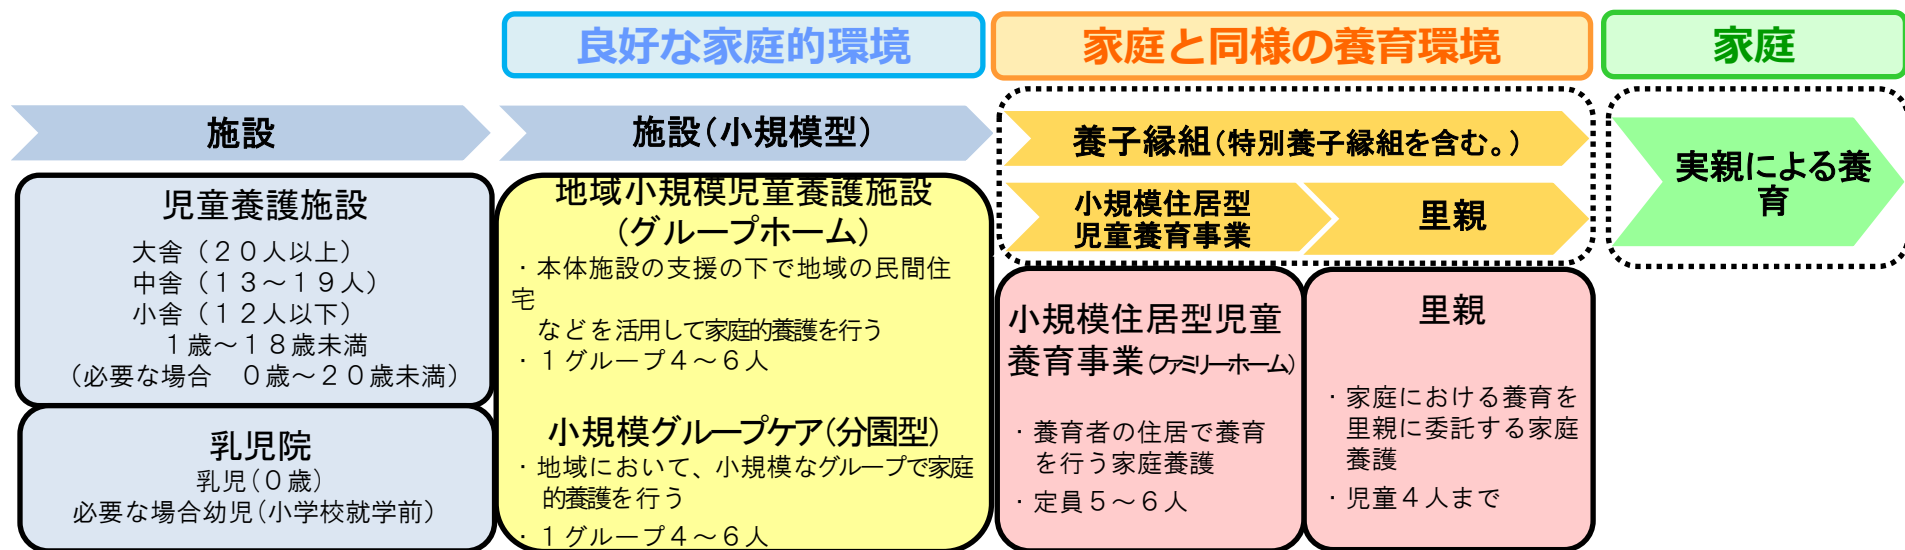 良好な家庭的環境
家庭と同様の養育環境
家庭
施設
施設(小規模型)
養子縁組(特別養子縁組を含む。)
小規模住居型
児童養育事業
里親
実親による養
育
児童養護施設
大舎(20人以上)
中舎(13~19人)
小舎(12人以下)
1歳~18歳未満
(必要な場合 0歳~20歳未満)
乳児院
乳児(0歳)
必要な場合幼児(小学校就学前)
地域小規模児童養護施設
(グループホーム)
・本体施設の支援の下で地域の民間住
宅
などを活用して家庭的養護を行う
・1グループ4~6人
小規模グループケア(分園型)
・地域において、小規模なグループで家庭
的養護を行う
・1グループ4~6人
小規模住居型児童
養育事業(ファミリーホーム)
・養育者の住居で養育
を行う家庭養護
・定員5~6人
里親
・家庭における養育を
里親に委託する家庭
養護
・児童4人まで